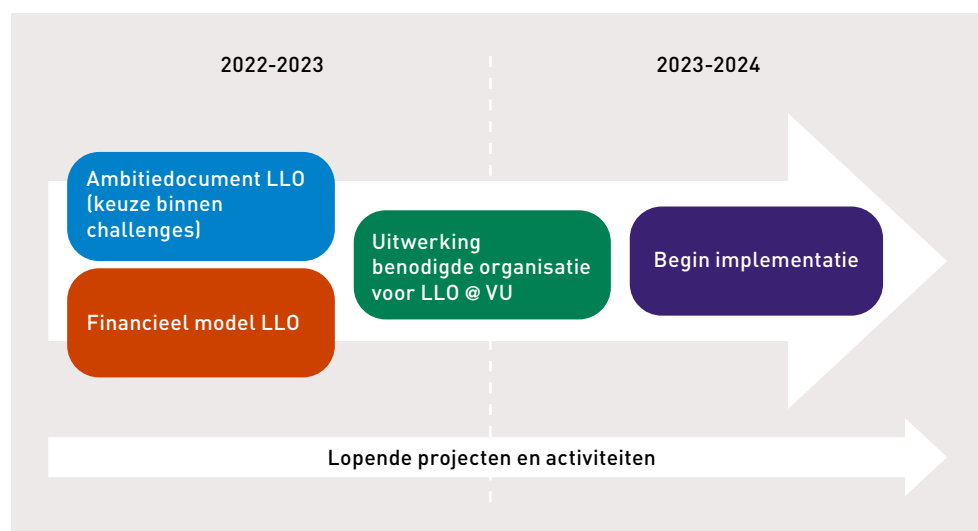 2022-2023
2023-2024
Ambitiedocument LLO
(keuze binnen
challenges)
Financieel model LLO
Uitwerking
benodigde organisatie
voor LLO @ VU
Begin implementatie
Lopende projecten en activiteiten